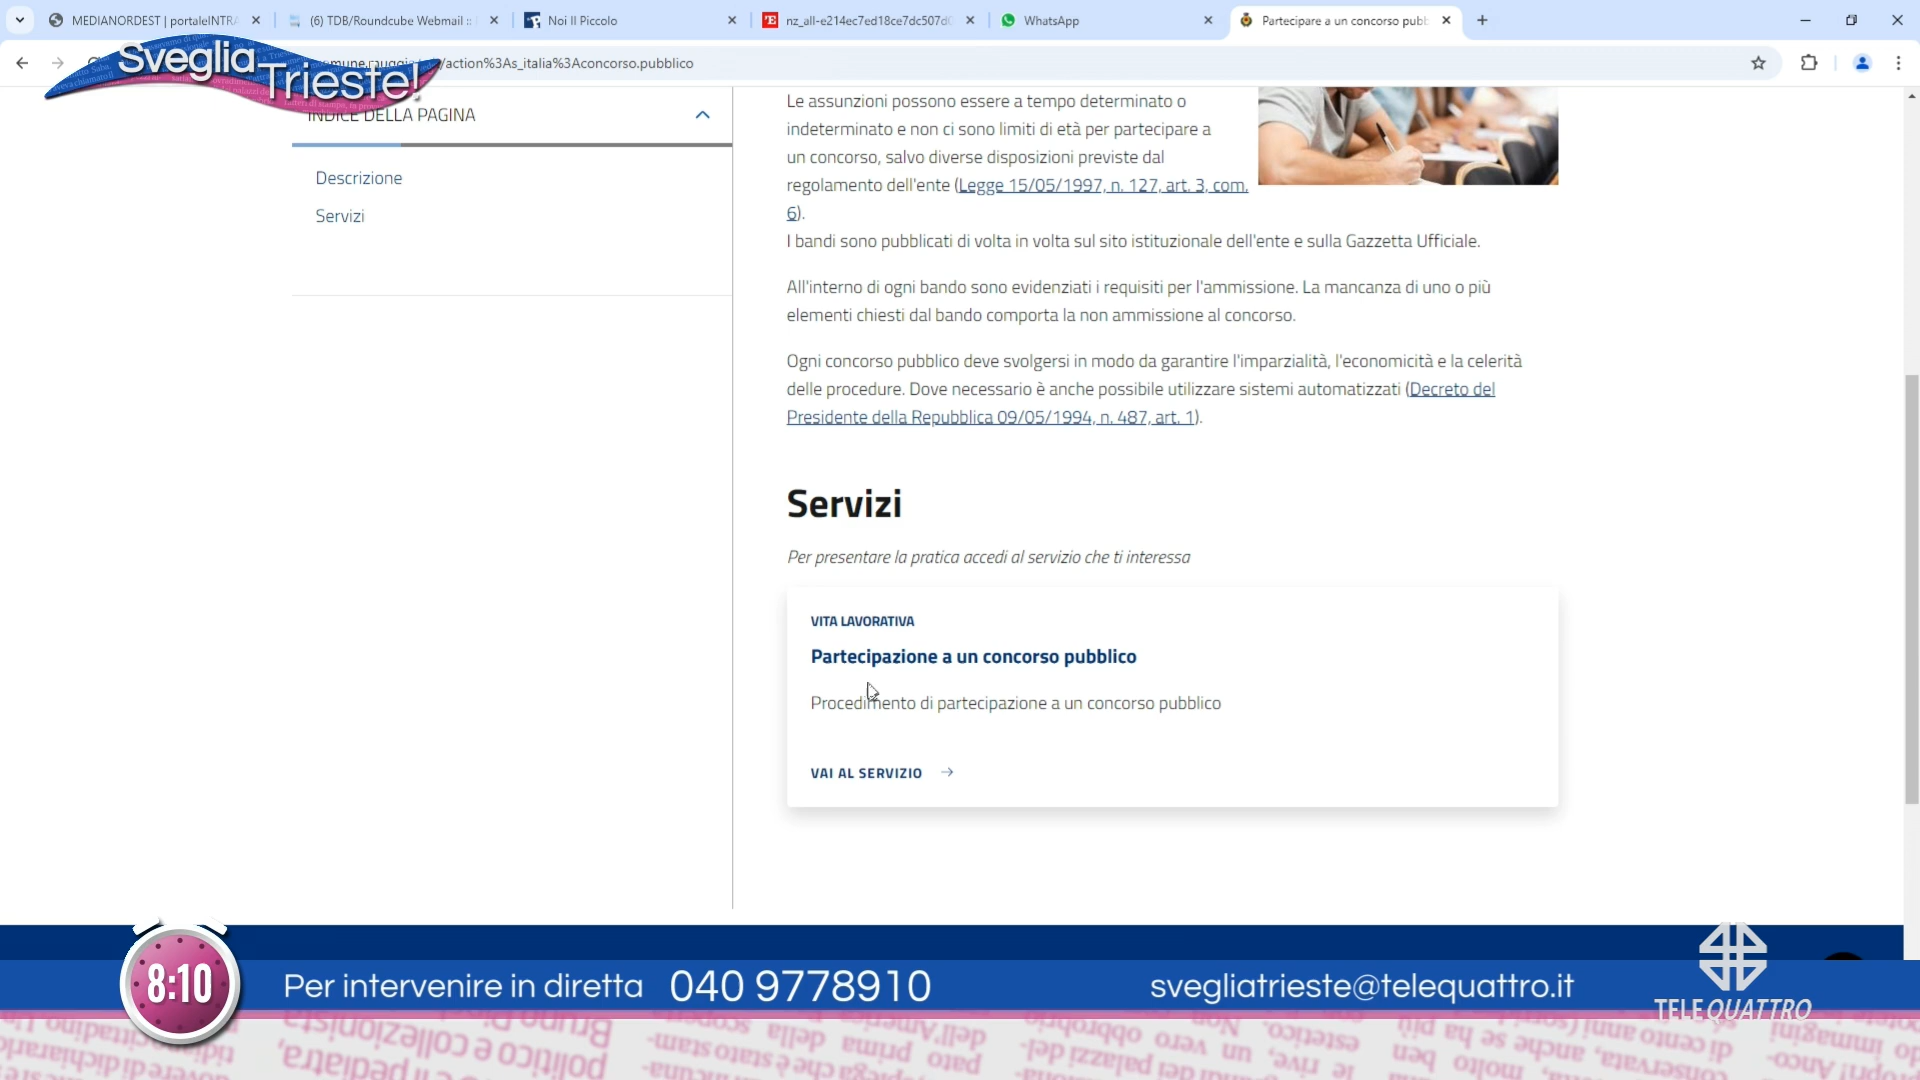 MEDIANORDEST | portaleINTRA
(6) TDB/Roundcube Webmail ::
Noi Il Piccolo
nz_all-e214ec7ed18ce7dc507d0
WhatsApp
Partecipare a un concorso pubb
Sveglia
Trieste!
/action%3As_italia%3Aconcorso.pubblico
INDICE DELLA PAGINA
Descrizione
Servizi
Le assunzioni possono essere a tempo determinato o
indeterminato e non ci sono limiti di età per partecipare a
un concorso, salvo diverse disposizioni previste dal
regolamento dell'ente (Legge 15/05/1997, n. 127, art. 3, com.
6).
I bandi sono pubblicati di volta in volta sul sito istituzionale dell'ente e sulla Gazzetta Ufficiale.
All'interno di ogni bando sono evidenziati i requisiti per l'ammissione. La mancanza di uno o più
elementi chiesti dal bando comporta la non ammissione al concorso.
Ogni concorso pubblico deve svolgersi in modo da garantire l'imparzialità, l'economicità e la celerità
delle procedure. Dove necessario è anche possibile utilizzare sistemi automatizzati (Decreto del
Presidente della Repubblica 09/05/1994, n. 487, art. 1).
Servizi
Per presentare la pratica accedi al servizio che ti interessa
VITA LAVORATIVA
Partecipazione a un concorso pubblico
Procedimento di partecipazione a un concorso pubblico
VAI AL SERVIZIO
8:10
Per intervenire in diretta 040 9778910
svegliatrieste@telequattro.it
TELEQUATTRO